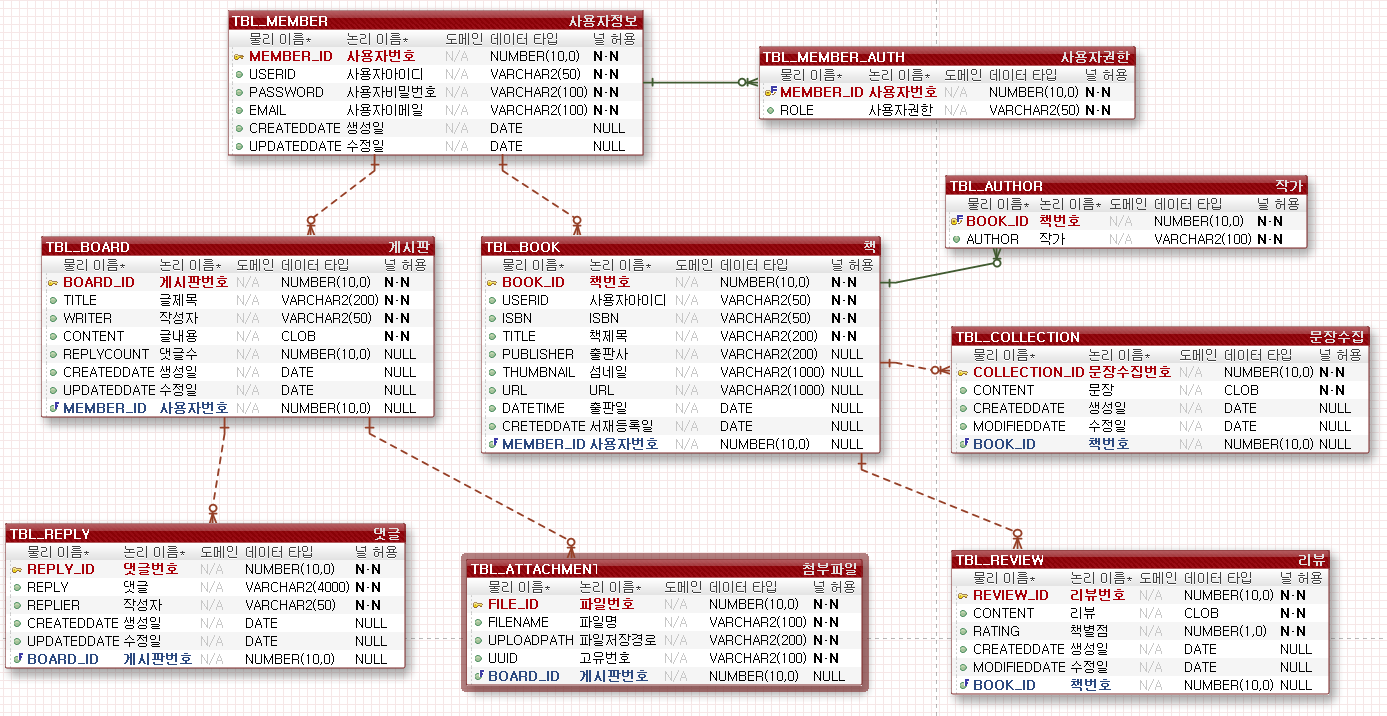 TBL_MEMBER 사용자정보
물리 이름* 논리 이름* 도메인 데이터 타입 널 허용
MEMBER_ID 사용자번호 N/A NUMBER(10,0) N·N
USERID 사용자아이디 N/A VARCHAR2(50) N·N
PASSWORD 사용자비밀번호 N/A VARCHAR2(100) N·N
EMAIL 사용자이메일 N/A VARCHAR2(100) N·N
CREATEDDATE 생성일 N/A DATE NULL
UPDATEDDATE 수정일 N/A DATE NULL
TBL_MEMBER_AUTH 사용자권한
물리 이름* 논리 이름* 도메인 데이터 타입 널 허용
MEMBER_ID 사용자번호 N/A NUMBER(10,0) N·N
ROLE 사용자권한 N/A VARCHAR2(50) N·N
TBL_AUTHOR 작가
물리 이름* 논리 이름* 도메인 데이터 타입 널 허용
BOOK_ID 책번호 N/A NUMBER(10,0) N·N
AUTHOR 작가 N/A VARCHAR2(100) N·N
TBL_BOARD 게시판
물리 이름* 논리 이름* 도메인 데이터 타입 널 허용
BOARD_ID 게시판번호 N/A NUMBER(10,0) N·N
TITLE 글제목 N/A VARCHAR2(200) N·N
WRITER 작성자 N/A VARCHAR2(50) N·N
CONTENT 글내용 N/A CLOB N·N
REPLYCOUNT 댓글수 N/A NUMBER(10,0) NULL
CREATEDDATE 생성일 N/A DATE NULL
UPDATEDDATE 수정일 N/A DATE NULL
MEMBER_ID 사용자번호 N/A NUMBER(10,0) NULL
TBL_BOOK 책
물리 이름* 논리 이름* 도메인 데이터 타입 널 허용
BOOK_ID 책번호 N/A NUMBER(10,0) N·N
USERID 사용자아이디 N/A VARCHAR2(50) N·N
ISBN ISBN N/A VARCHAR2(50) N·N
TITLE 책제목 N/A VARCHAR2(200) N·N
PUBLISHER 출판사 N/A VARCHAR2(200) NULL
THUMBNAIL 섬네일 N/A VARCHAR2(1000) NULL
URL URL N/A VARCHAR2(1000) NULL
DATETIME 출판일 N/A DATE NULL
CRETEDDATE 서재등록일 N/A DATE NULL
MEMBER_ID 사용자번호 N/A NUMBER(10,0) NULL
TBL_COLLECTION 문장수집
물리 이름* 논리 이름* 도메인 데이터 타입 널 허용
COLLECTION_ID 문장수집번호 N/A NUMBER(10,0) N·N
CONTENT 문장 N/A CLOB N·N
CREATEDDATE 생성일 N/A DATE NULL
MODIFIEDDATE 수정일 N/A DATE NULL
BOOK_ID 책번호 N/A NUMBER(10,0) NULL
TBL_REPLY 댓글
물리 이름* 논리 이름* 도메인 데이터 타입 널 허용
REPLY_ID 댓글번호 N/A NUMBER(10,0) N·N
REPLY 댓글 N/A VARCHAR2(4000) N·N
REPLIER 작성자 N/A VARCHAR2(50) N·N
CREATEDDATE 생성일 N/A DATE NULL
UPDATEDDATE 수정일 N/A DATE NULL
BOARD_ID 게시판번호 N/A NUMBER(10,0) NULL
TBL_ATTACHMENT 첨부파일
물리 이름* 논리 이름* 도메인 데이터 타입 널 허용
FILE_ID 파일번호 N/A NUMBER(10,0) N·N
FILENAME 파일명 N/A VARCHAR2(100) N·N
UPLOADPATH 파일저장경로 N/A VARCHAR2(200) N·N
UUID 고유번호 N/A VARCHAR2(100) N·N
BOARD_ID 게시판번호 N/A NUMBER(10,0) NULL
TBL_REVIEW 리뷰
물리 이름* 논리 이름* 도메인 데이터 타입 널 허용
REVIEW_ID 리뷰번호 N/A NUMBER(10,0) N·N
CONTENT 리뷰 N/A CLOB N·N
RATING 책별점 N/A NUMBER(1,0) N·N
CREATEDDATE 생성일 N/A DATE NULL
MODIFIEDDATE 수정일 N/A DATE NULL
BOOK_ID 책번호 N/A NUMBER(10,0) NULL